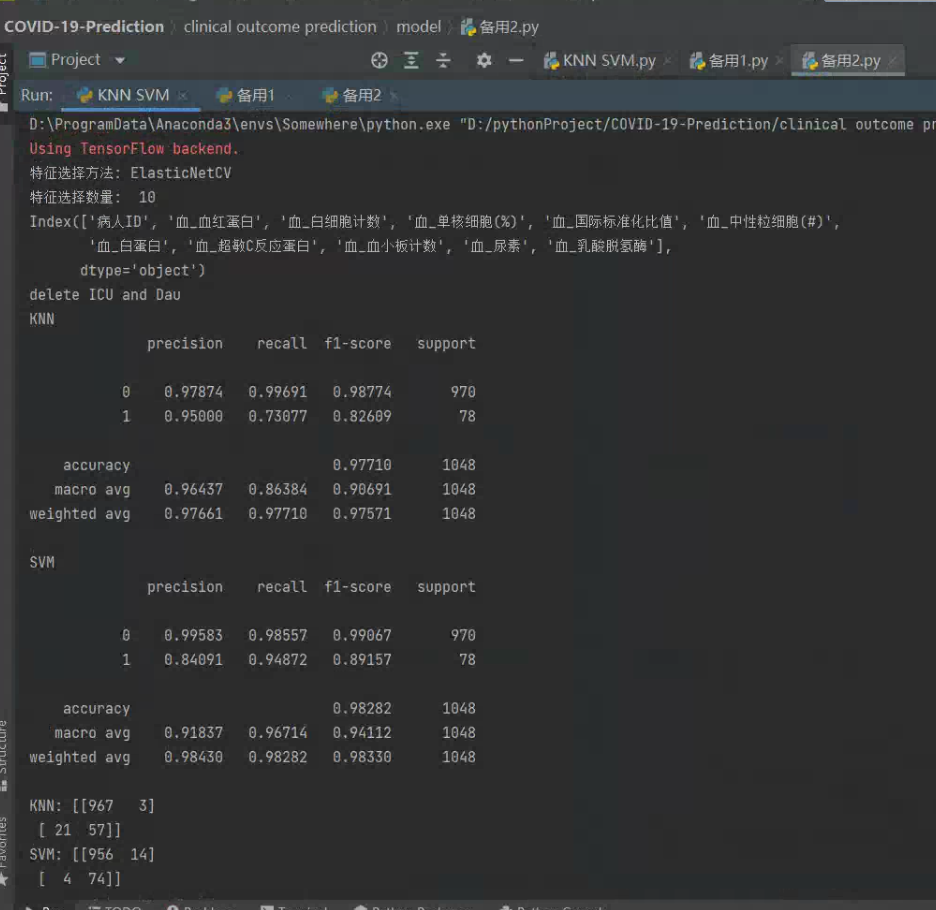 COVID-19-Prediction clinical outcome prediction model 备用2.py
Project KNN SVM.py 备用1.py 备用2.py
Project
Run: KNN SVM 备用1 备用2
D:\ProgramData\Anaconda3\envs\Somewhere\python.exe "D:/pythonProject/COVID-19-Prediction/clinical outcome pr
Using TensorFlow backend.
特征选择方法: ElasticNetCV
特征选择数量: 10
Index(['病人ID', '血_血红蛋白', '血_白细胞计数', '血_单核细胞(%)', '血_国际标准化比值', '血_中性粒细胞(#)',
'血_白蛋白', '血_超敏C反应蛋白', '血_血小板计数', '血_尿素', '血_乳酸脱氢酶'],
dtype='object')
delete ICU and Dau
KNN
precision recall f1-score support
0 0.97874 0.99691 0.98774 970
1 0.95000 0.73077 0.82609 78
accuracy 0.97710 1048
macro avg 0.96437 0.86384 0.90691 1048
weighted avg 0.97661 0.97710 0.97571 1048
SVM
precision recall f1-score support
0 0.99583 0.98557 0.99067 970
1 0.84091 0.94872 0.89157 78
accuracy 0.98282 1048
macro avg 0.91837 0.96714 0.94112 1048
weighted avg 0.98430 0.98282 0.98330 1048
KNN: [[967 3]
[ 21 57]]
SVM: [[956 14]
[ 4 74]]
Structure
Favorites